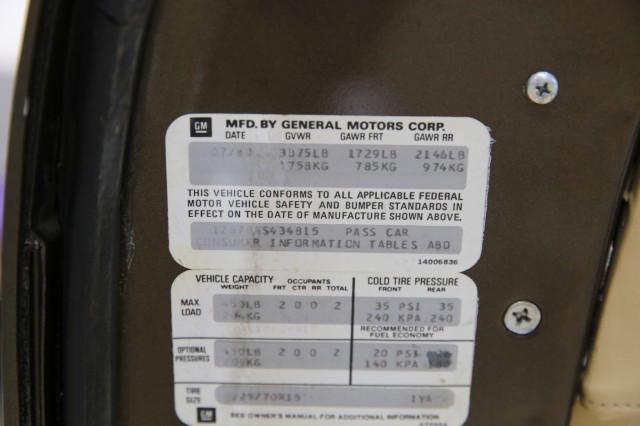 GM MFD. BY GENERAL MOTORS CORP.
DATE GVWR GAWR FRT GAWR RR
3875LB 1729LB 2146LB
1758KG 785KG 974KG
THIS VEHICLE CONFORMS TO ALL APPLICABLE FEDERAL
MOTOR VEHICLE SAFETY AND BUMPER STANDARDS IN
EFFECT ON THE DATE OF MANUFACTURE SHOWN ABOVE.
PASS CAR
CONSUMER INFORMATION TABLES ABD
14006836
VEHICLE CAPACITY OCCUPANTS COLD TIRE PRESSURE
WEIGHT FRT CTR RR TOTAL FRONT REAR
MAX. LOAD 2 0 0 2 35 PSI 35
240 KPA 240
RECOMMENDED FOR
FUEL ECONOMY
OPTIONAL PRESSURES 450LB 2 0 0 2 20 PSI
140 KPA
TIRE SIZE
GM SEE OWNER'S MANUAL FOR ADDITIONAL INFORMATION